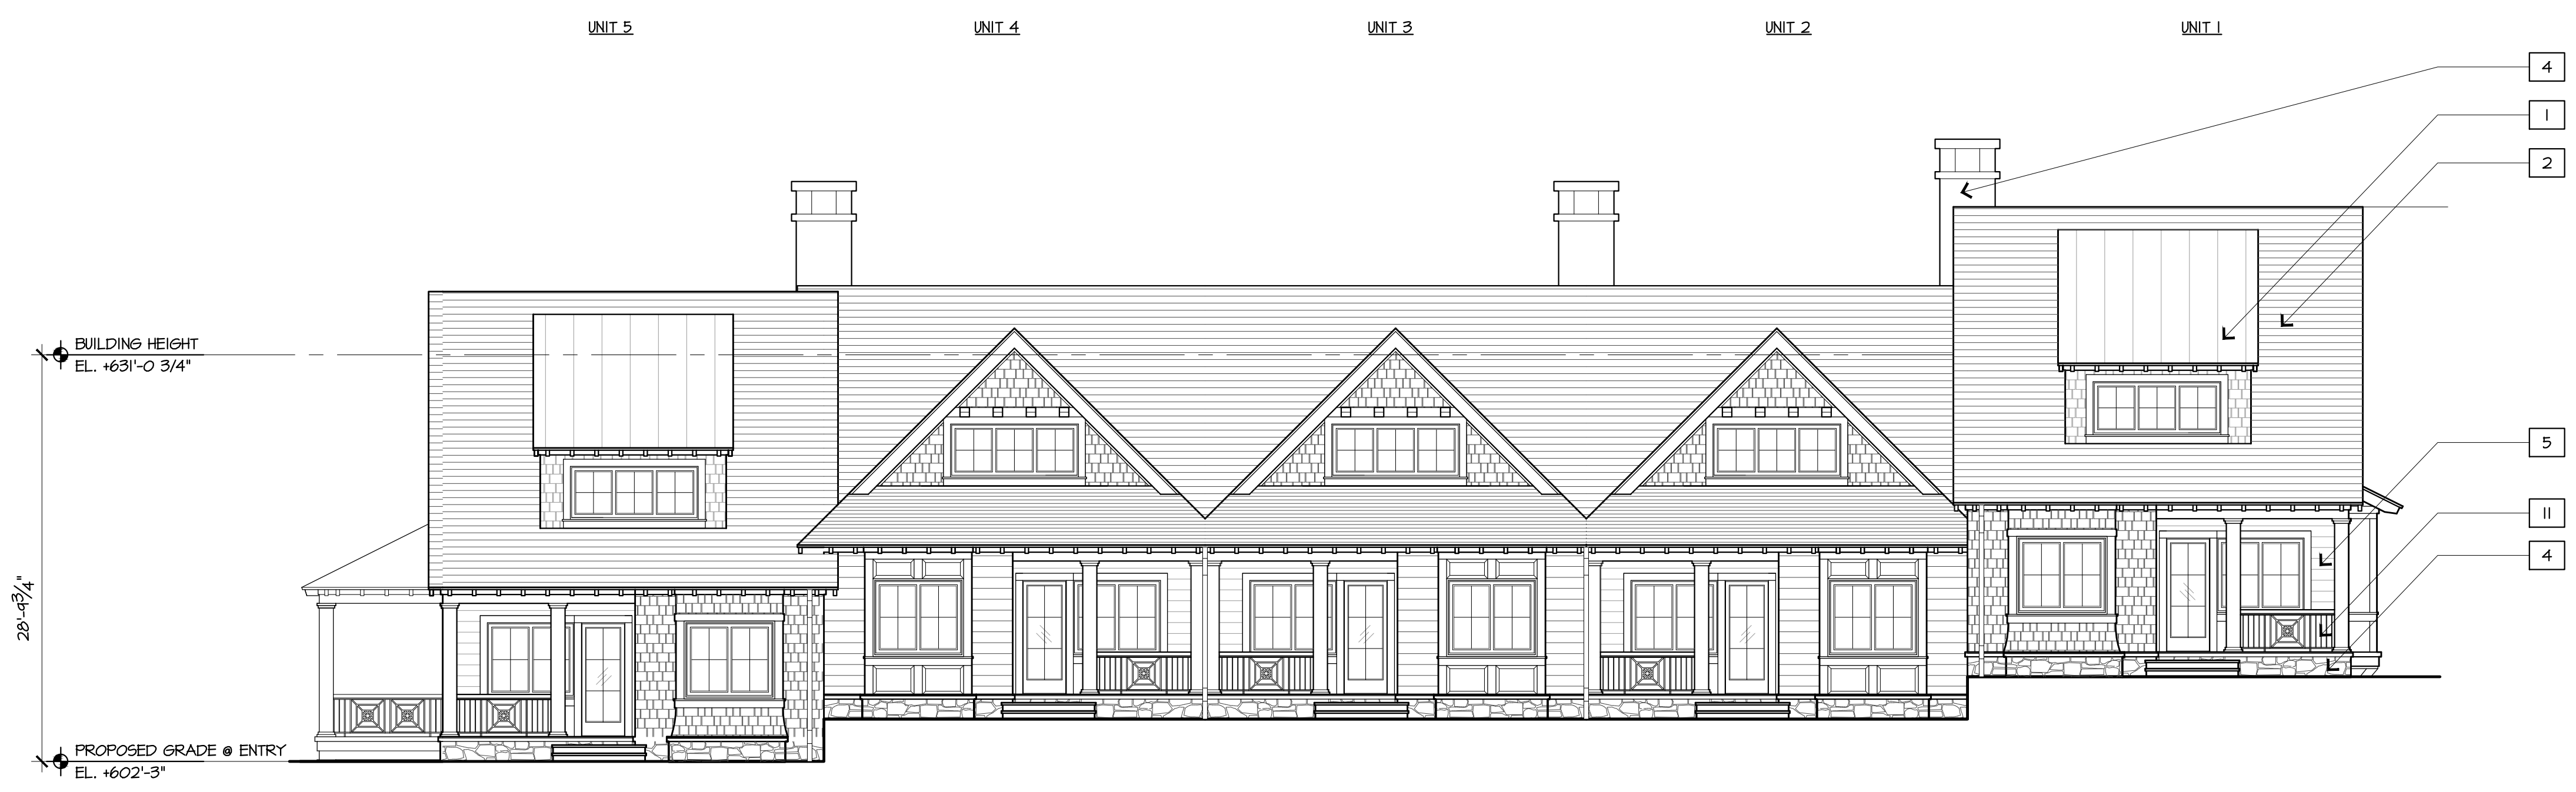 UNIT 5
UNIT 4
UNIT 3
UNIT 2
UNIT 1
4
1
2
BUILDING HEIGHT
EL. +631'-0 3/4"
5
11
4
28'-9 3/4"
PROPOSED GRADE @ ENTRY
EL. +602'-3"